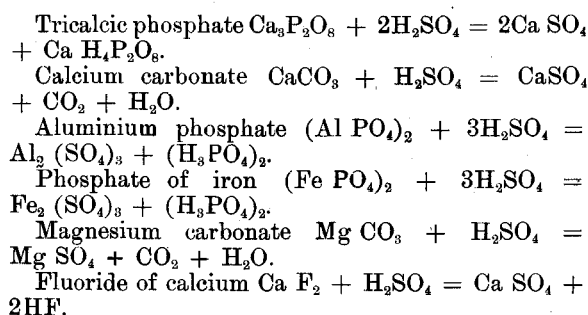 Tricalcic phosphate Ca₃P₂O₈ + 2H₂SO₄ = 2Ca SO₄
+ Ca H₄P₂O₈.
Calcium carbonate CaCO₃ + H₂SO₄ = CaSO₄
+ CO₂ + H₂O.
Aluminium phosphate (Al PO₄)₂ + 3H₂SO₄ =
Al₂ (SO₄)₃ + (H₃PO₄)₂.
Phosphate of iron (Fe PO₄)₂ + 3H₂SO₄ =
Fe₂ (SO₄)₃ + (H₃PO₄)₂.
Magnesium carbonate Mg CO₃ + H₂SO₄ =
Mg SO₄ + CO₂ + H₂O.
Fluoride of calcium Ca F₂ + H₂SO₄ = Ca SO₄ +
2HF.